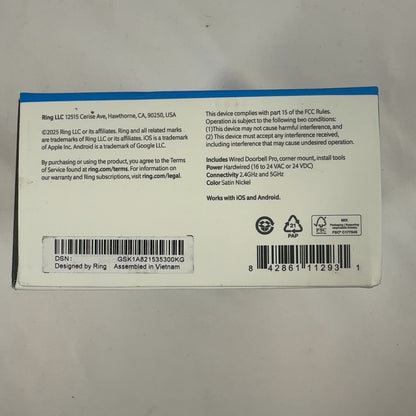 Ring LLC 12515 Cerise Ave, Hawthorne, CA, 90250, USA
©2025 Ring LLC or its affiliates. Ring and all related marks
are trademarks of Ring LLC or its affiliates. iOS is a trademark
of Apple Inc. Android is a trademark of Google LLC.
By purchasing or using the product, you agree to the Terms
of Service found at ring.com/terms. For information on
our warranty and Ring subscriptions, visit ring.com/legal.
DSN:
GSK1A821535300KG
Designed by Ring Assembled in Vietnam
This device complies with part 15 of the FCC Rules.
Operation is subject to the following two conditions:
(1)This device may not cause harmful interference, and
(2) This device must accept any interference received,
including interference that may cause undesired operation.
Includes Wired Doorbell Pro, corner mount, install tools
Power Hardwired (16 to 24 VAC or 24 VDC)
Connectivity 2.4GHz and 5GHz
Color Satin Nickel
Works with iOS and Android.
21
PAP
FSC
MIX
Packaging | Supporting
responsible forestry
8 42861 11293 1